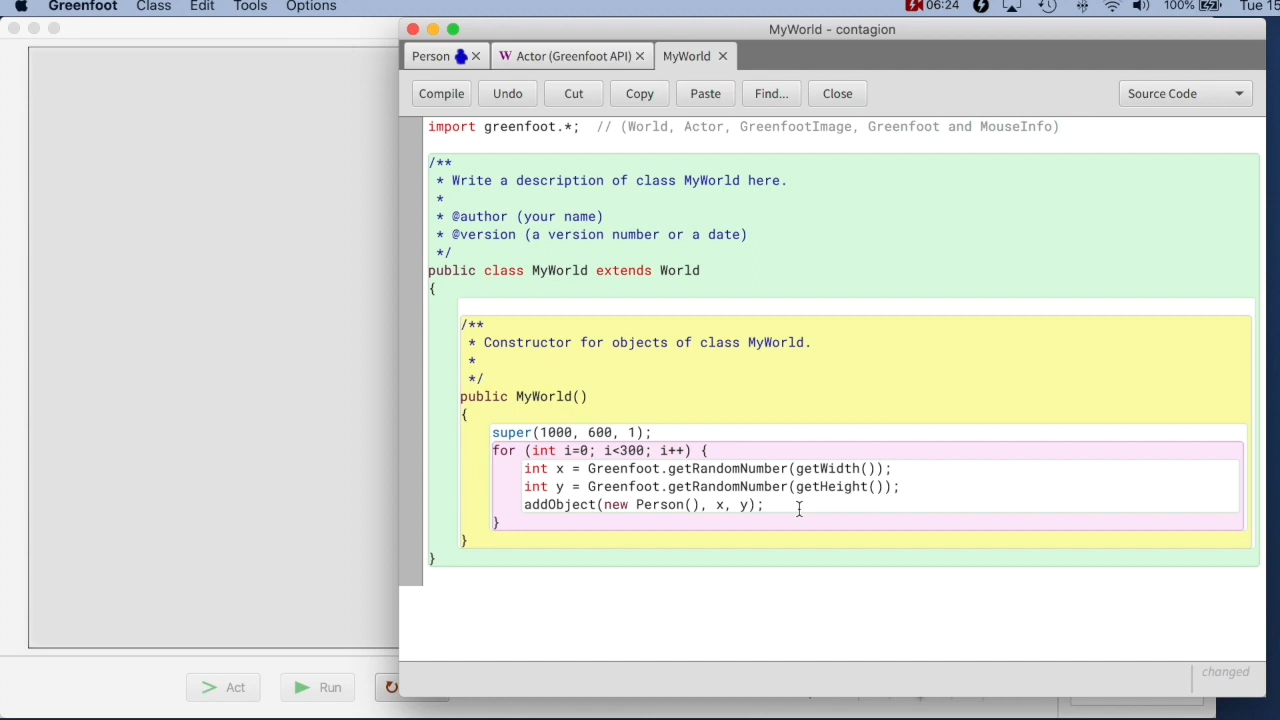 Greenfoot Class Edit Tools Options 06:24 100% Tue 15
MyWorld - contagion
Person Actor (Greenfoot API) MyWorld
Compile Undo Cut Copy Paste Find... Close Source Code
import greenfoot.*;  // (World, Actor, GreenfootImage, Greenfoot and MouseInfo)
/**
 * Write a description of class MyWorld here.
 *
 * @author (your name)
 * @version (a version number or a date)
 */
public class MyWorld extends World
{
/**
 * Constructor for objects of class MyWorld.
 *
 */
public MyWorld()
{
super(1000, 600, 1);
for (int i=0; i<300; i++) {
int x = Greenfoot.getRandomNumber(getWidth());
int y = Greenfoot.getRandomNumber(getHeight());
addObject(new Person(), x, y);
}
}
}
changed
Act Run